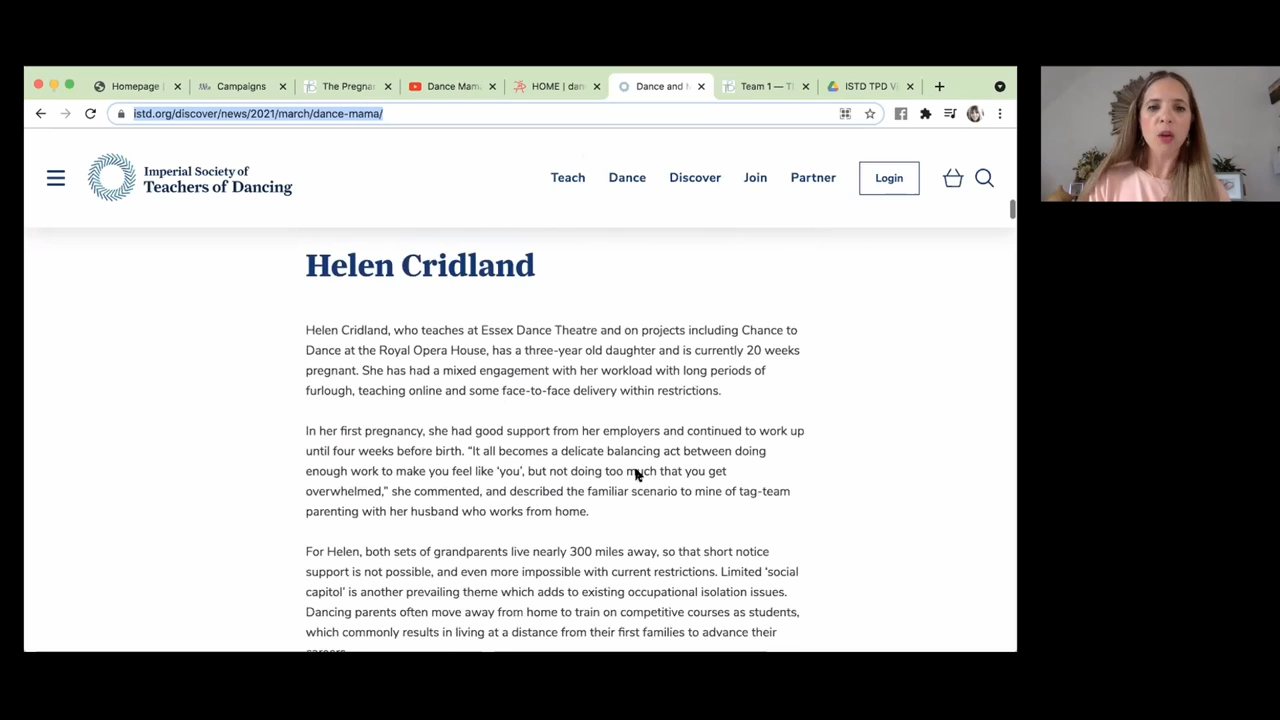 Homepage
Campaigns
The Pregnan
Dance Mam
HOME | dan
Dance and M
Team 1 — Th
ISTD TPD Vi
istd.org/discover/news/2021/march/dance-mama/
Imperial Society of
Teachers of Dancing
Teach
Dance
Discover
Join
Partner
Login
Helen Cridland
Helen Cridland, who teaches at Essex Dance Theatre and on projects including Chance to
Dance at the Royal Opera House, has a three-year old daughter and is currently 20 weeks
pregnant. She has had a mixed engagement with her workload with long periods of
furlough, teaching online and some face-to-face delivery within restrictions.
In her first pregnancy, she had good support from her employers and continued to work up
until four weeks before birth. “It all becomes a delicate balancing act between doing
enough work to make you feel like ‘you’, but not doing too much that you get
overwhelmed,” she commented, and described the familiar scenario to mine of tag-team
parenting with her husband who works from home.
For Helen, both sets of grandparents live nearly 300 miles away, so that short notice
support is not possible, and even more impossible with current restrictions. Limited ‘social
capitol’ is another prevailing theme which adds to existing occupational isolation issues.
Dancing parents often move away from home to train on competitive courses as students,
which commonly results in living at a distance from their first families to advance their